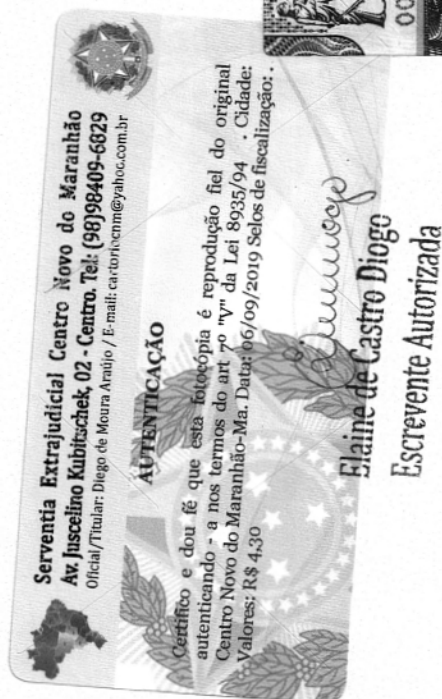 Serventia Extrajudicial Centro Novo do Maranhão
Av. Juscelino Kubitschek, 02 - Centro. Tel: (98)98409-6829
Oficial/Titular: Diego de Moura Araújo / E-mail: cartoriocnm@yahoo.com.br
AUTENTICAÇÃO
Certifico e dou fé que esta fotocópia é reprodução fiel do original
autenticando - a nos termos do art 7º "V" da Lei 8935/94 . Cidade:
Centro Novo do Maranhão-Ma. Data: 06/09/2019 Selos de fiscalização: .
Valores: R$ 4,30
Elaine de Castro Diogo
Escrevente Autorizada
00